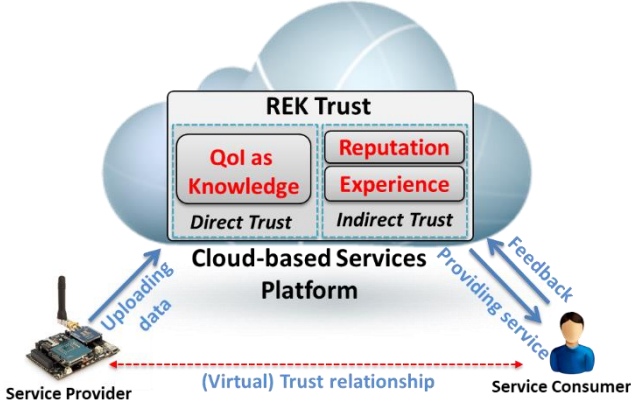 REK Trust
QoI as
Knowledge
Direct Trust
Reputation
Experience
Indirect Trust
Cloud-based Services
Platform
Uploading
data
Providing service
Feedback
Service Provider
(Virtual) Trust relationship
Service Consumer